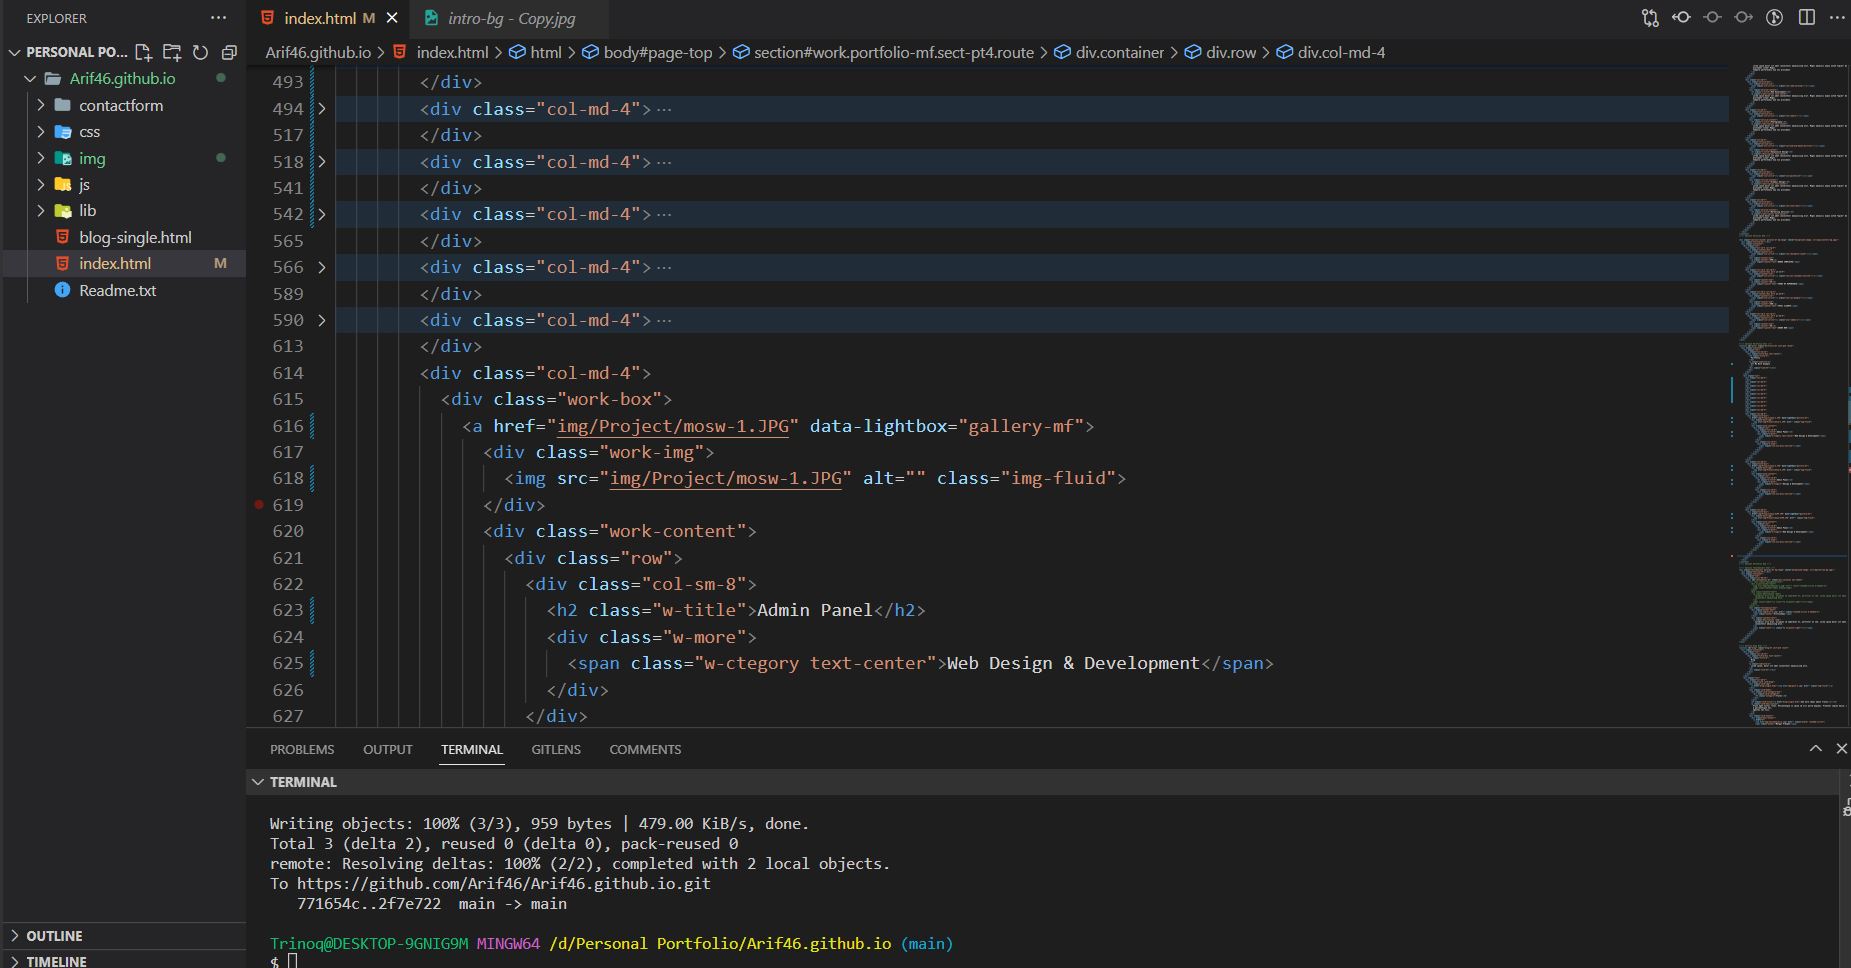 EXPLORER
index.html M
intro-bg - Copy.jpg
PERSONAL PO...
Arif46.github.io
contactform
css
img
js
lib
blog-single.html
index.html M
Readme.txt
OUTLINE
TIMELINE
Arif46.github.io > index.html > html > body#page-top > section#work.portfolio-mf.sect-pt4.route > div.container > div.row > div.col-md-4
493 </div>
494 <div class="col-md-4"> ...
517 </div>
518 <div class="col-md-4"> ...
541 </div>
542 <div class="col-md-4"> ...
565 </div>
566 <div class="col-md-4"> ...
589 </div>
590 <div class="col-md-4"> ...
613 </div>
614 <div class="col-md-4">
615 <div class="work-box">
616 <a href="img/Project/mosw-1.JPG" data-lightbox="gallery-mf">
617 <div class="work-img">
618 <img src="img/Project/mosw-1.JPG" alt="" class="img-fluid">
619 </div>
620 <div class="work-content">
621 <div class="row">
622 <div class="col-sm-8">
623 <h2 class="w-title">Admin Panel</h2>
624 <div class="w-more">
625 <span class="w-ctegory text-center">Web Design & Development</span>
626 </div>
627 </div>
PROBLEMS OUTPUT TERMINAL GITLENS COMMENTS
TERMINAL
Writing objects: 100% (3/3), 959 bytes | 479.00 KiB/s, done.
Total 3 (delta 2), reused 0 (delta 0), pack-reused 0
remote: Resolving deltas: 100% (2/2), completed with 2 local objects.
To https://github.com/Arif46/Arif46.github.io.git
771654c..2f7e722 main -> main
Trinoq@DESKTOP-9GNIG9M MINGW64 /d/Personal Portfolio/Arif46.github.io (main)
$